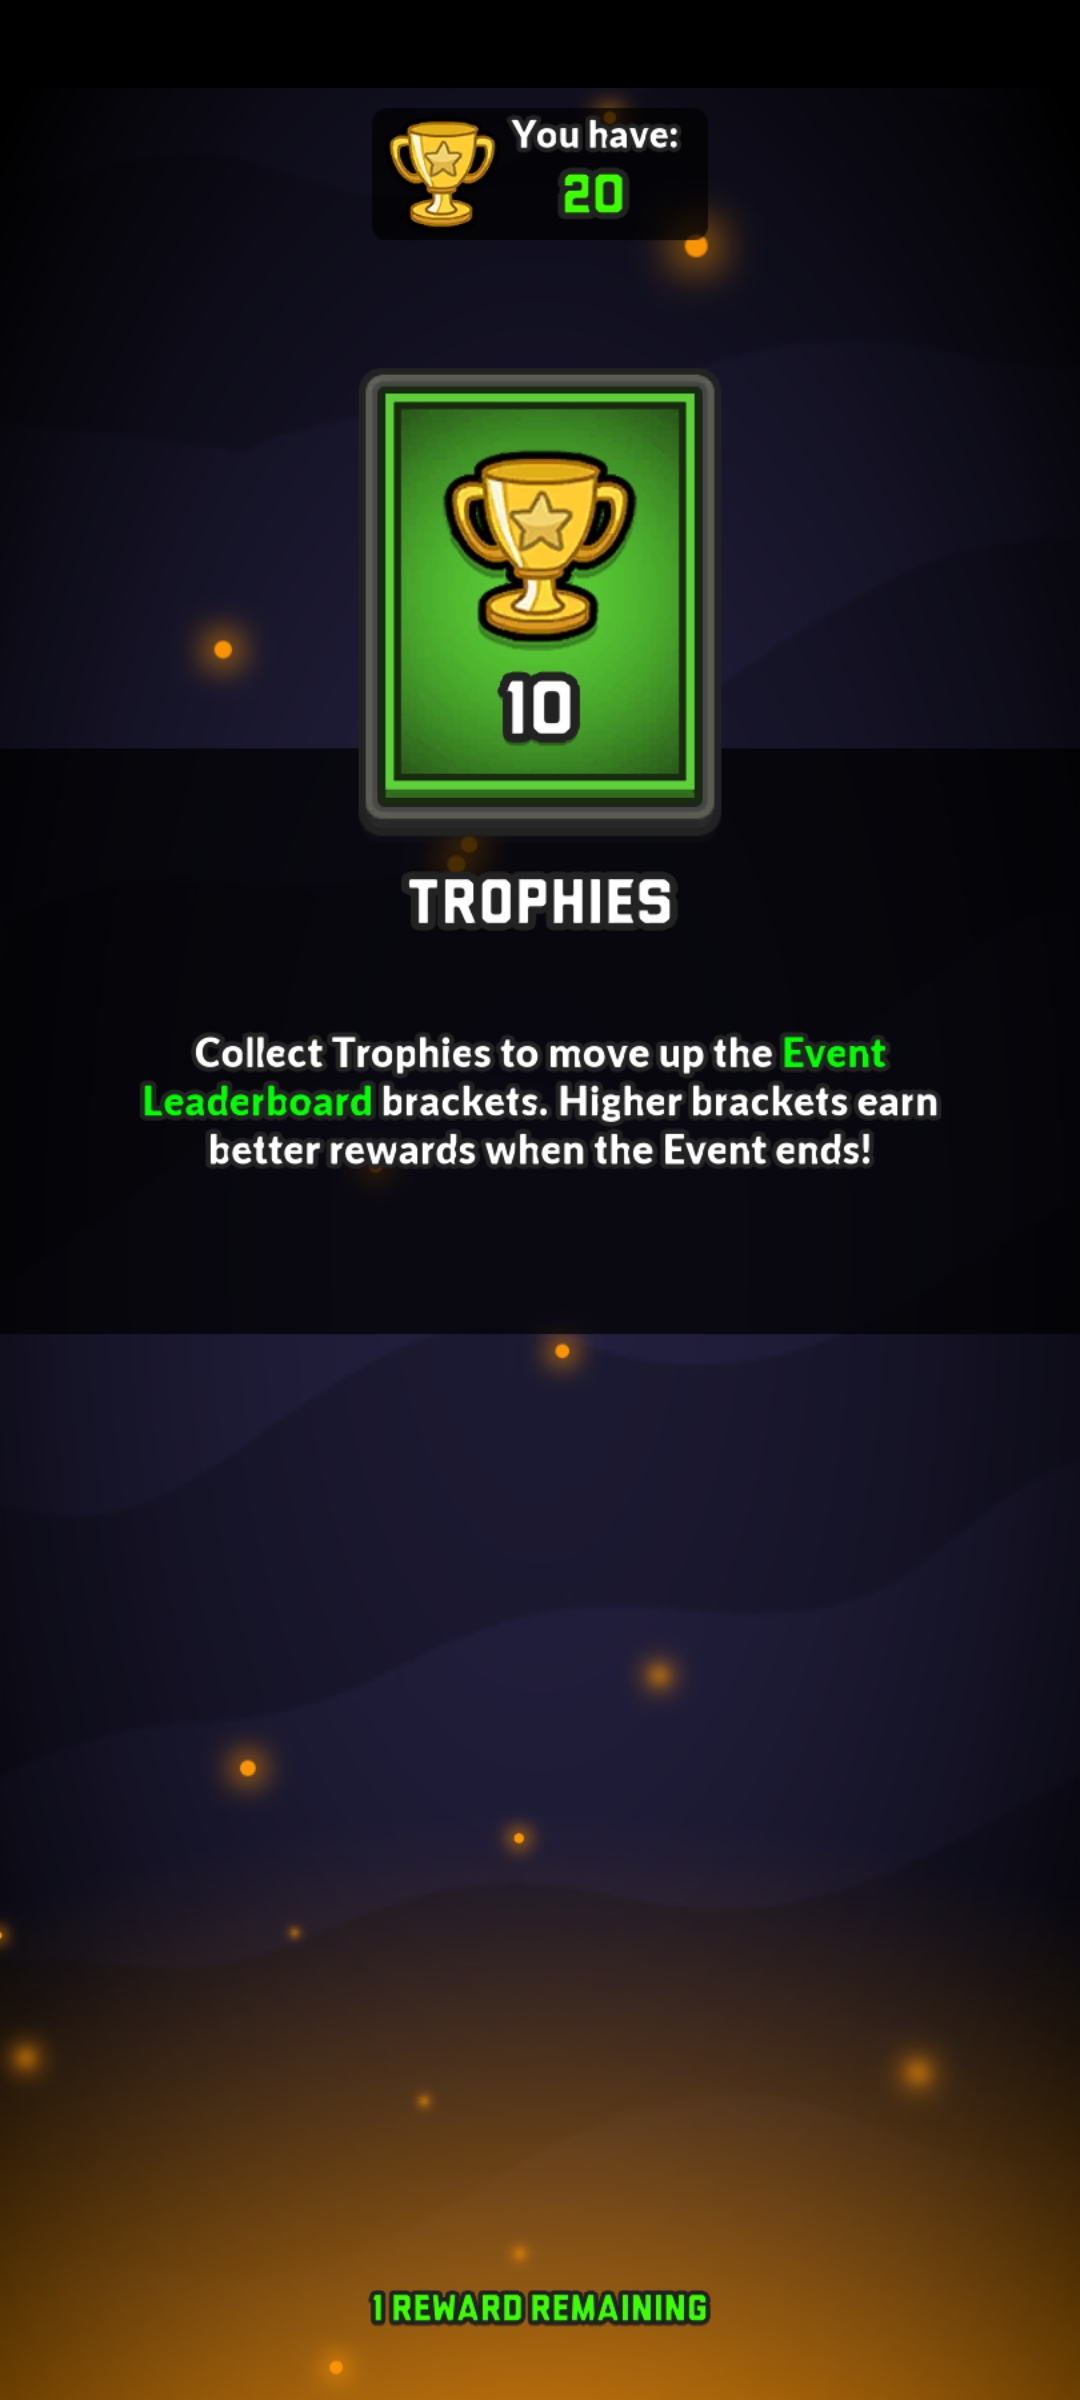 You have:
20
10
TROPHIES
Collect Trophies to move up the Event
Leaderboard brackets. Higher brackets earn
better rewards when the Event ends!
1 REWARD REMAINING